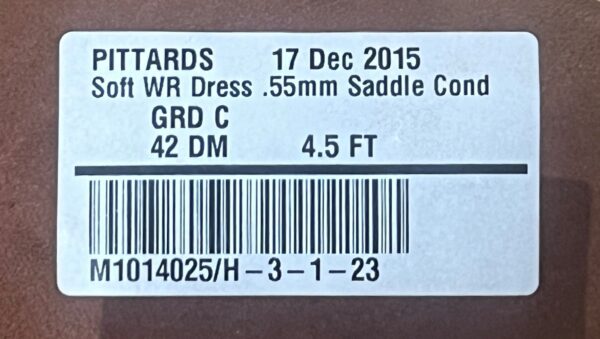 PITTARDS 17 Dec 2015
Soft WR Dress .55mm Saddle Cond
GRD C
42 DM 4.5 FT
M1014025/H-3-1-23